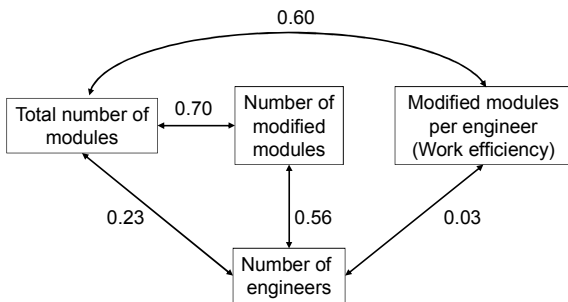 0.60
Total number of
modules
0.70
Number of
modified
modules
Modified modules
per engineer
(Work efficiency)
0.23
0.56
0.03
Number of
engineers